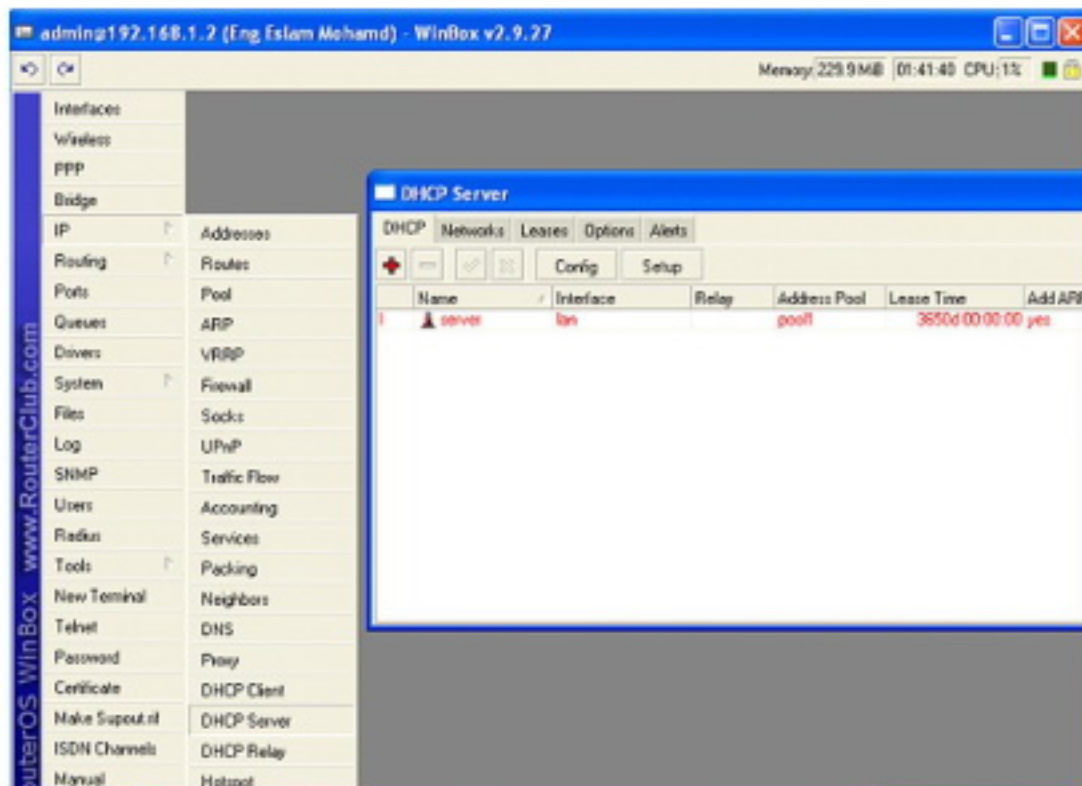 admin@192.168.1.2 (Eng Eslam Mohamd) - WinBox v2.9.27
Memory: 229.9 MiB 01:41:40 CPU: 1%
Interfaces
Wireless
PPP
Bridge
IP
Routing
Ports
Queues
Drivers
System
Files
Log
SNMP
Users
Radius
Tools
New Terminal
Telnet
Password
Certificate
Make Supout.rif
ISDN Channels
Manual
Addresses
Routes
Pool
ARP
VRRP
Firewall
Socks
UPnP
Traffic Flow
Accounting
Services
Packing
Neighbors
DNS
Proxy
DHCP Client
DHCP Server
DHCP Relay
Hotspot
DHCP Server
DHCP Networks Leases Options Alerts
Config Setup
Name / Interface Relay Address Pool Lease Time Add ARP
I server lan pool1 3650d 00:00:00 yes
outerOS WinBox www.RouterClub.com